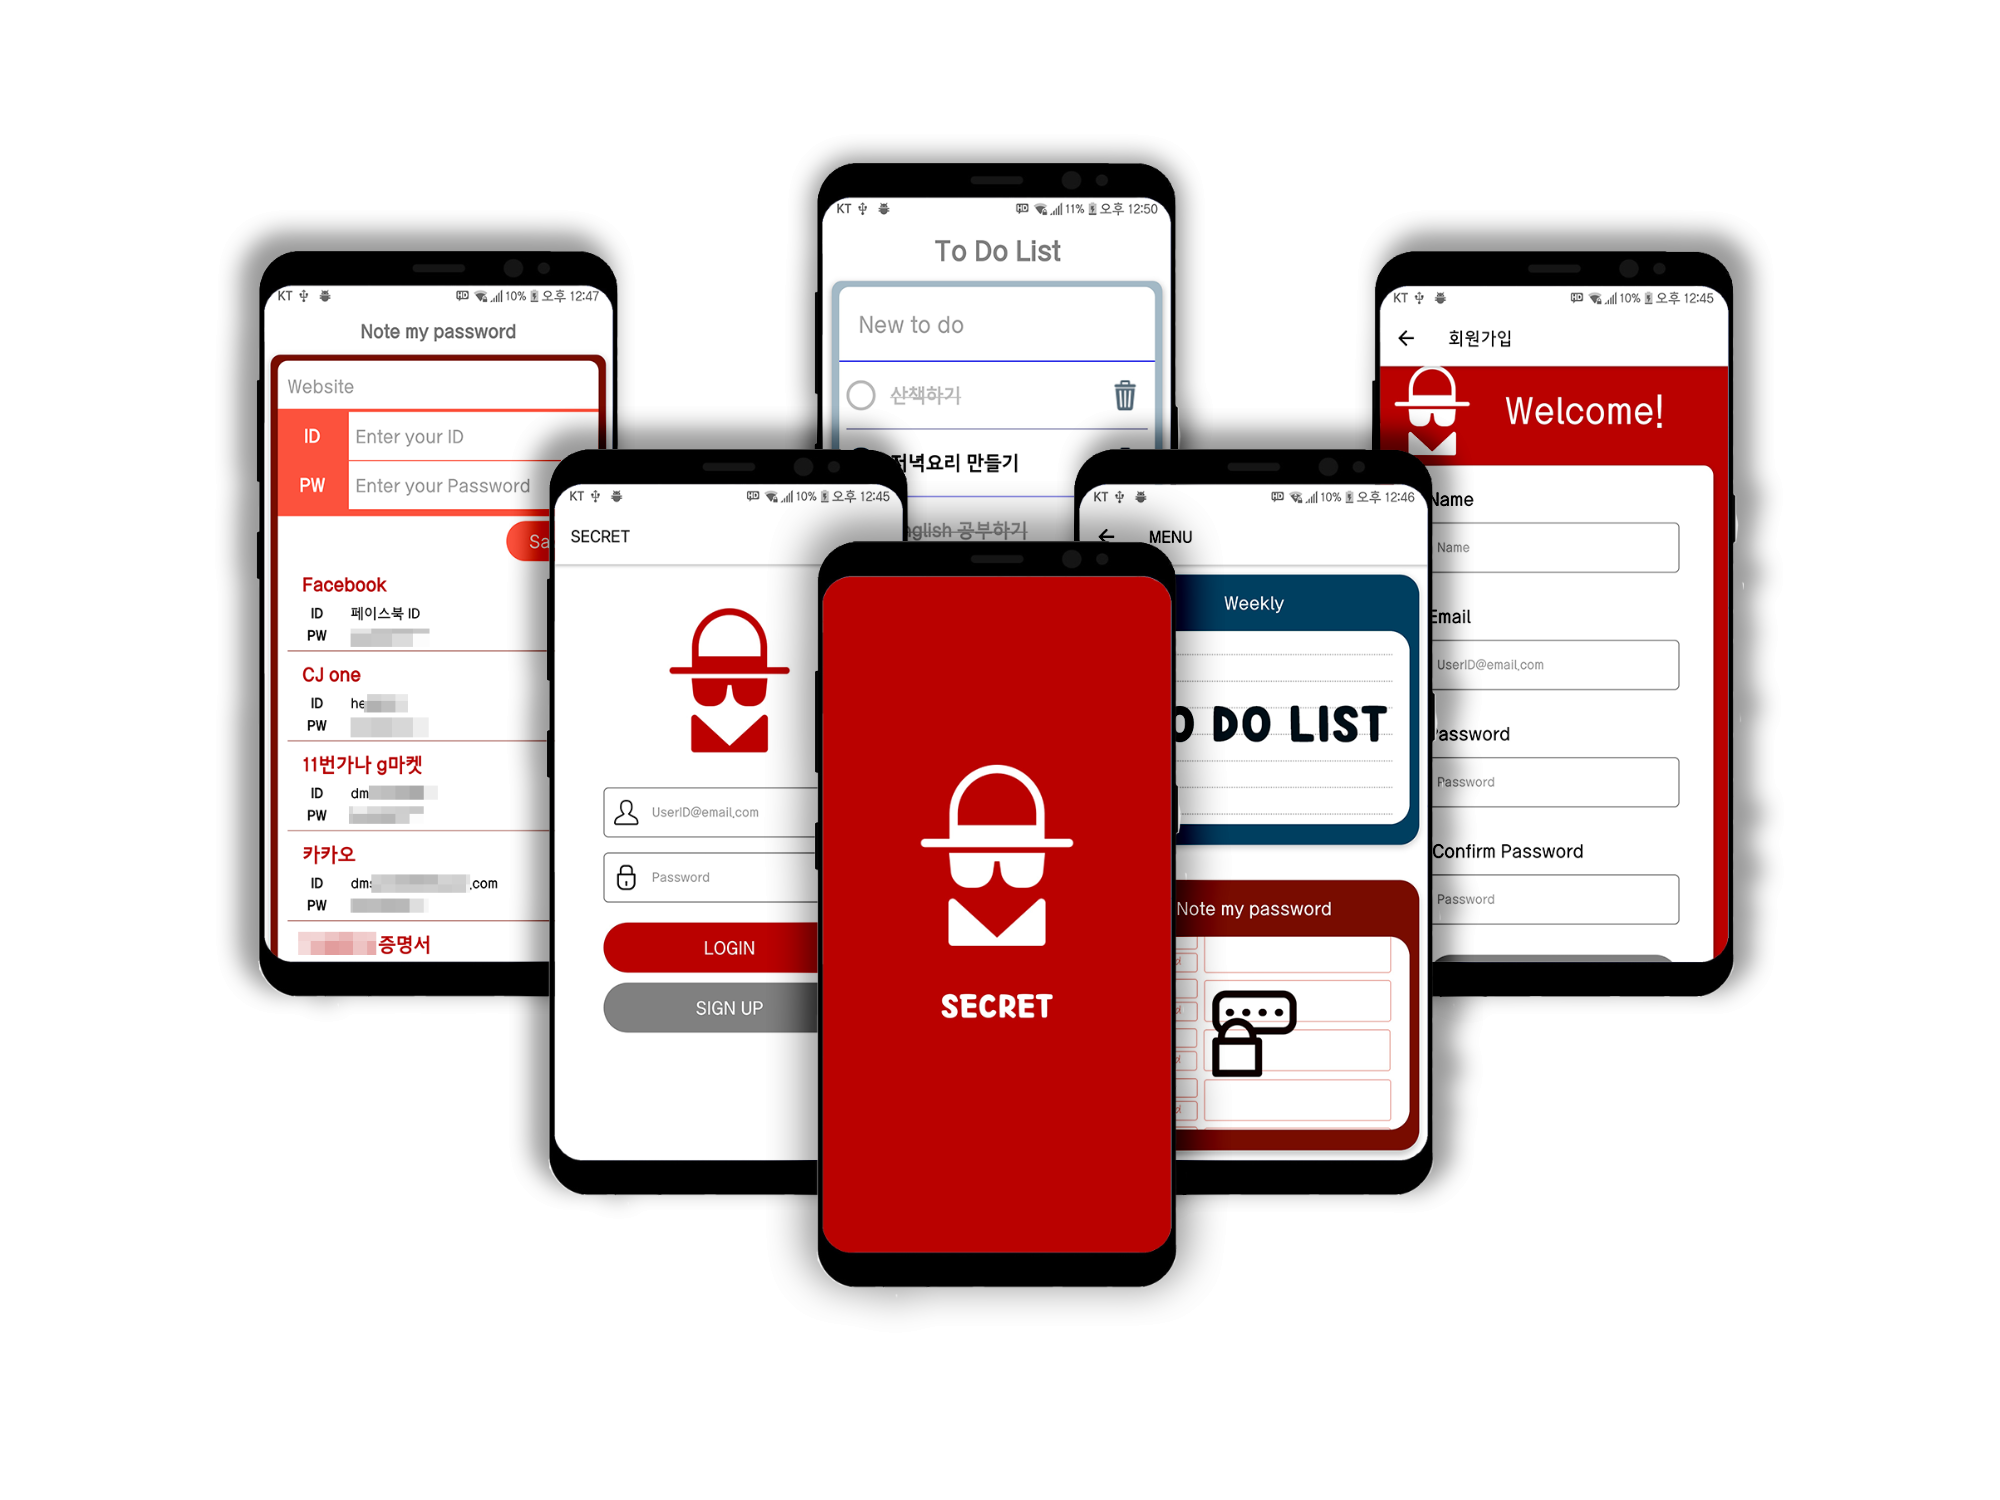 KT 10% 오후 12:47
Note my password
Website
ID Enter your ID
PW Enter your Password
Sa
Facebook
ID 페이스북 ID
PW
CJ one
ID he
PW
11번가나 g마켓
ID dm
PW
카카오
ID dm .com
PW
증명서
KT 10% 오후 12:45
SECRET
UserID@email.com
Password
LOGIN
SIGN UP
KT 11% 오후 12:50
To Do List
New to do
산책하기
저녁요리 만들기
nglish 공부하기
SECRET
KT 10% 오후 12:46
MENU
Weekly
O DO LIST
Note my password
KT 10% 오후 12:45
회원가입
Welcome!
Name
Name
Email
UserID@email.com
Password
Password
Confirm Password
Password